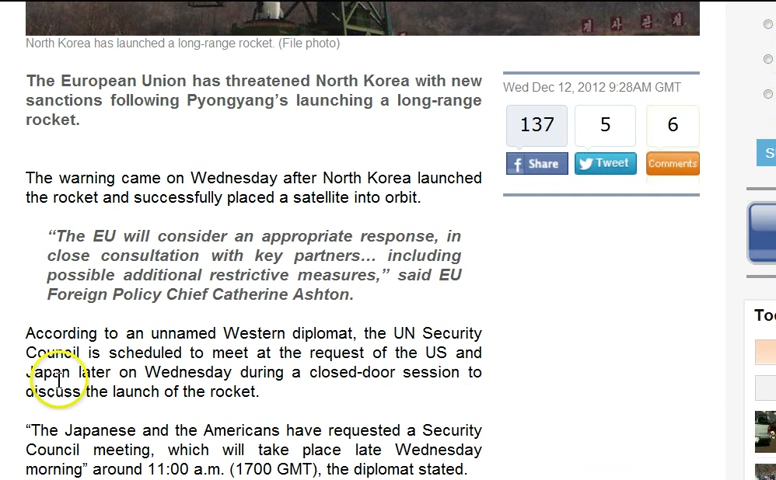 North Korea has launched a long-range rocket. (File photo)
The European Union has threatened North Korea with new
sanctions following Pyongyang's launching a long-range
rocket.
Wed Dec 12, 2012 9:28AM GMT
137 5 6
Share Tweet Comments
The warning came on Wednesday after North Korea launched
the rocket and successfully placed a satellite into orbit.
“The EU will consider an appropriate response, in
close consultation with key partners… including
possible additional restrictive measures,” said EU
Foreign Policy Chief Catherine Ashton.
According to an unnamed Western diplomat, the UN Security
Council is scheduled to meet at the request of the US and
Japan later on Wednesday during a closed-door session to
discuss the launch of the rocket.
“The Japanese and the Americans have requested a Security
Council meeting, which will take place late Wednesday
morning” around 11:00 a.m. (1700 GMT), the diplomat stated.